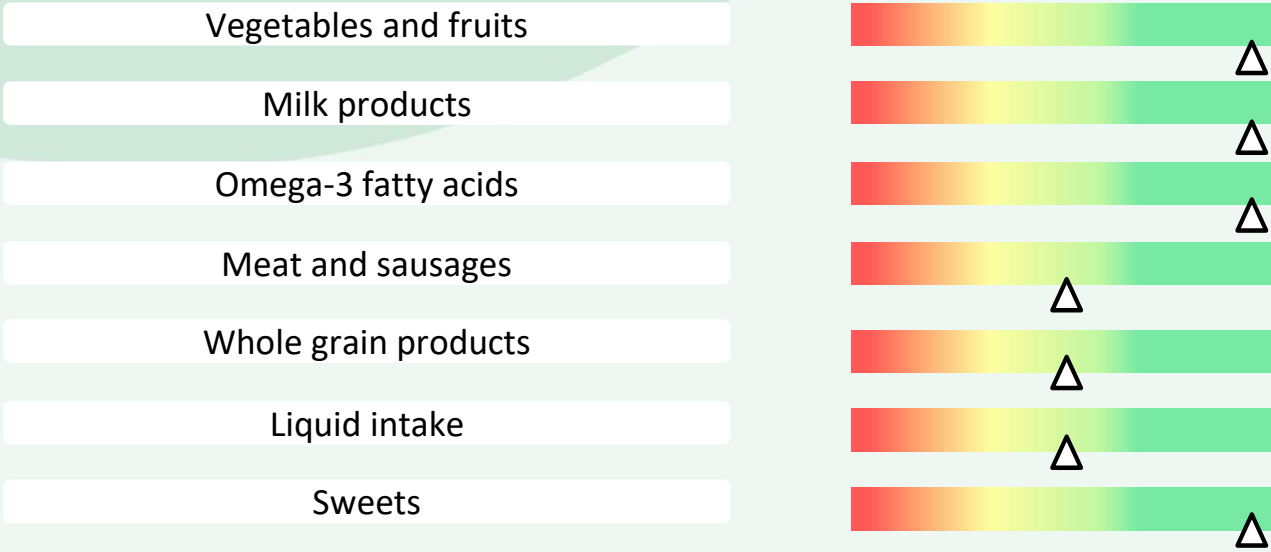 Vegetables and fruits
Milk products
Omega-3 fatty acids
Meat and sausages
Whole grain products
Liquid intake
Sweets